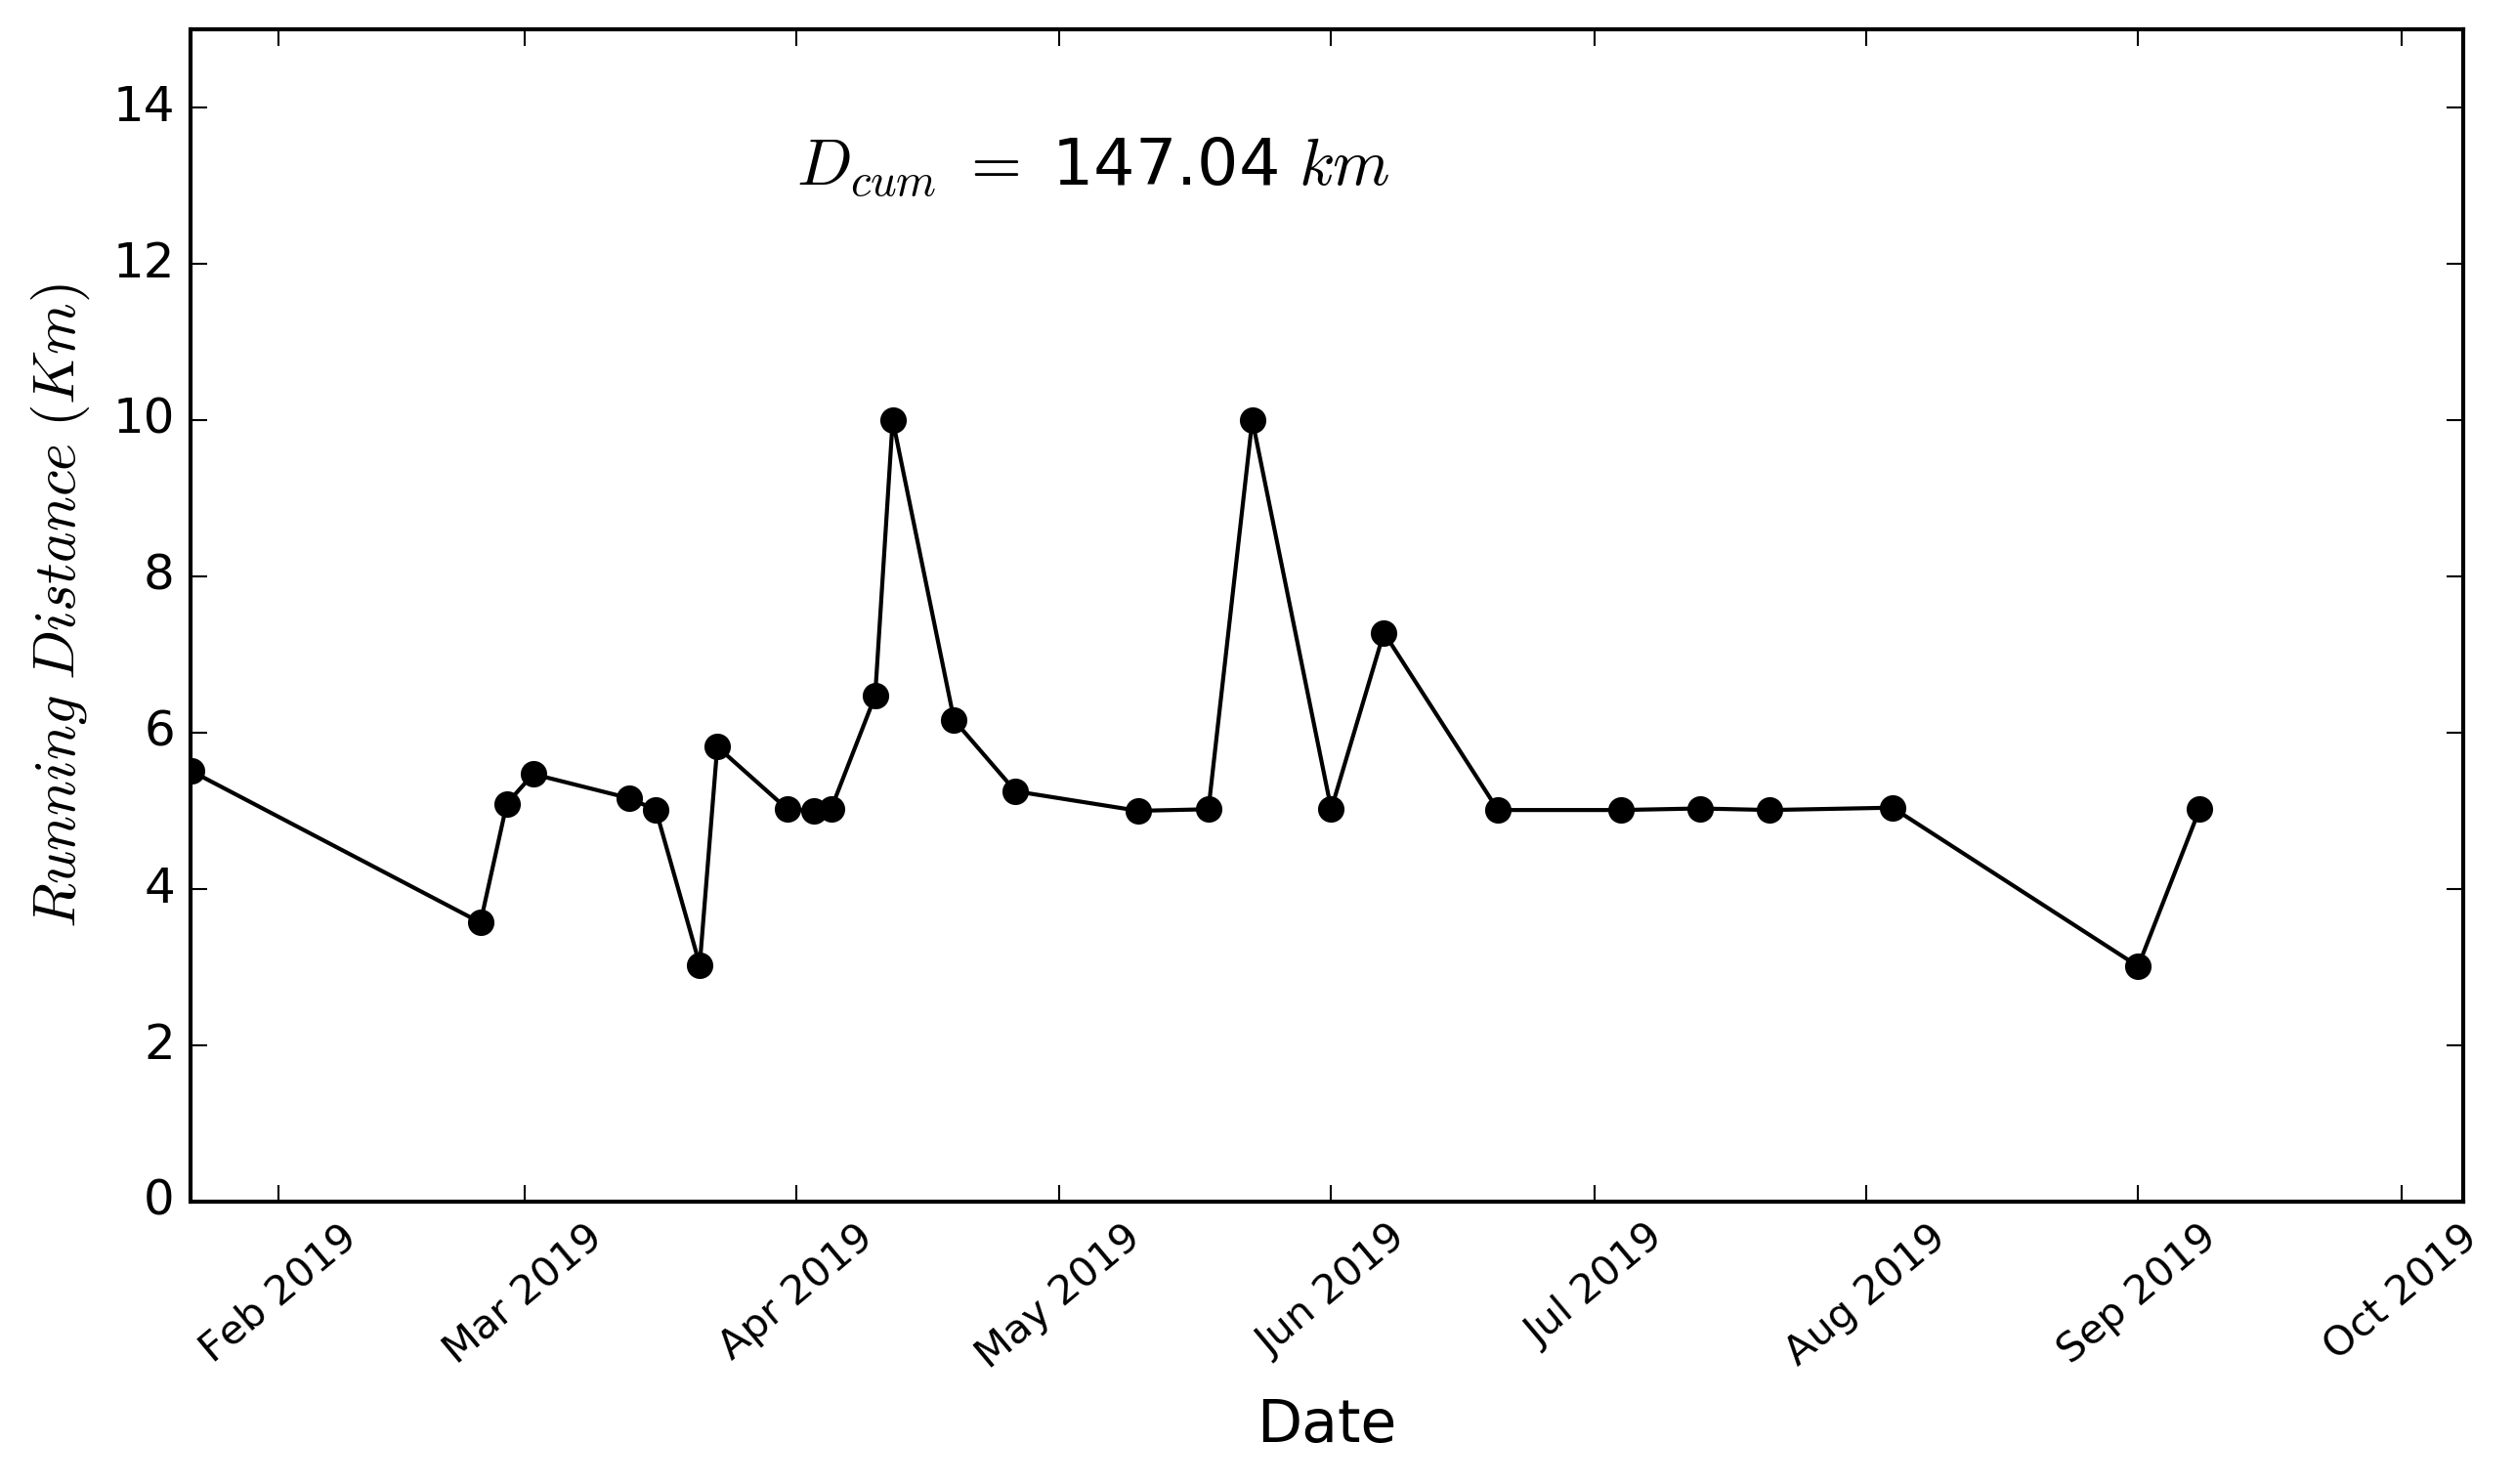 D_cum = 147.04 km
Running Distance (Km)
14
12
10
8
6
4
2
0
Feb 2019
Mar 2019
Apr 2019
May 2019
Jun 2019
Jul 2019
Aug 2019
Sep 2019
Oct 2019
Date